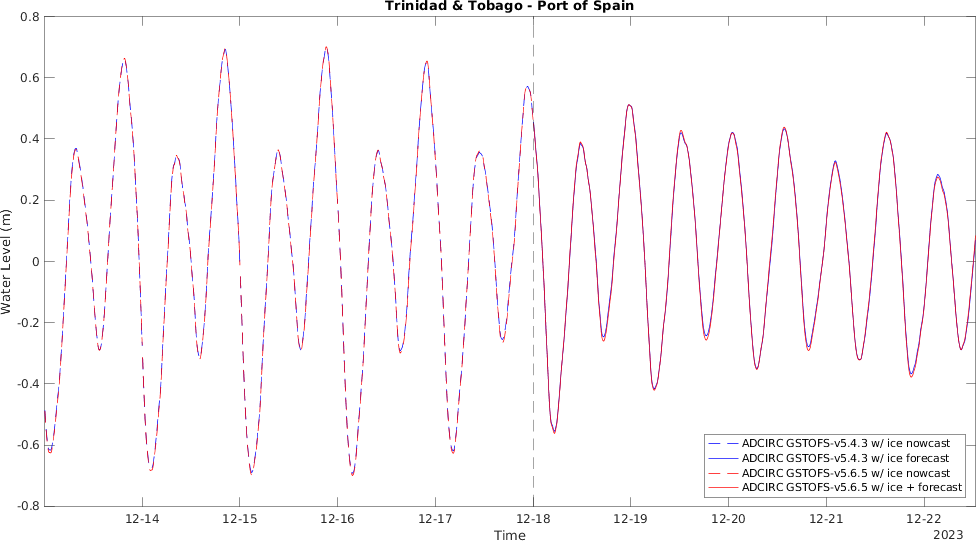 Trinidad & Tobago - Port of Spain
0.8
0.6
0.4
0.2
0
-0.2
-0.4
-0.6
-0.8
Water Level (m)
ADCIRC GSTOFS-v5.4.3 w/ ice nowcast
ADCIRC GSTOFS-v5.4.3 w/ ice forecast
ADCIRC GSTOFS-v5.6.5 w/ ice nowcast
ADCIRC GSTOFS-v5.6.5 w/ ice + forecast
12-14 12-15 12-16 12-17 12-18 12-19 12-20 12-21 12-22
Time
2023